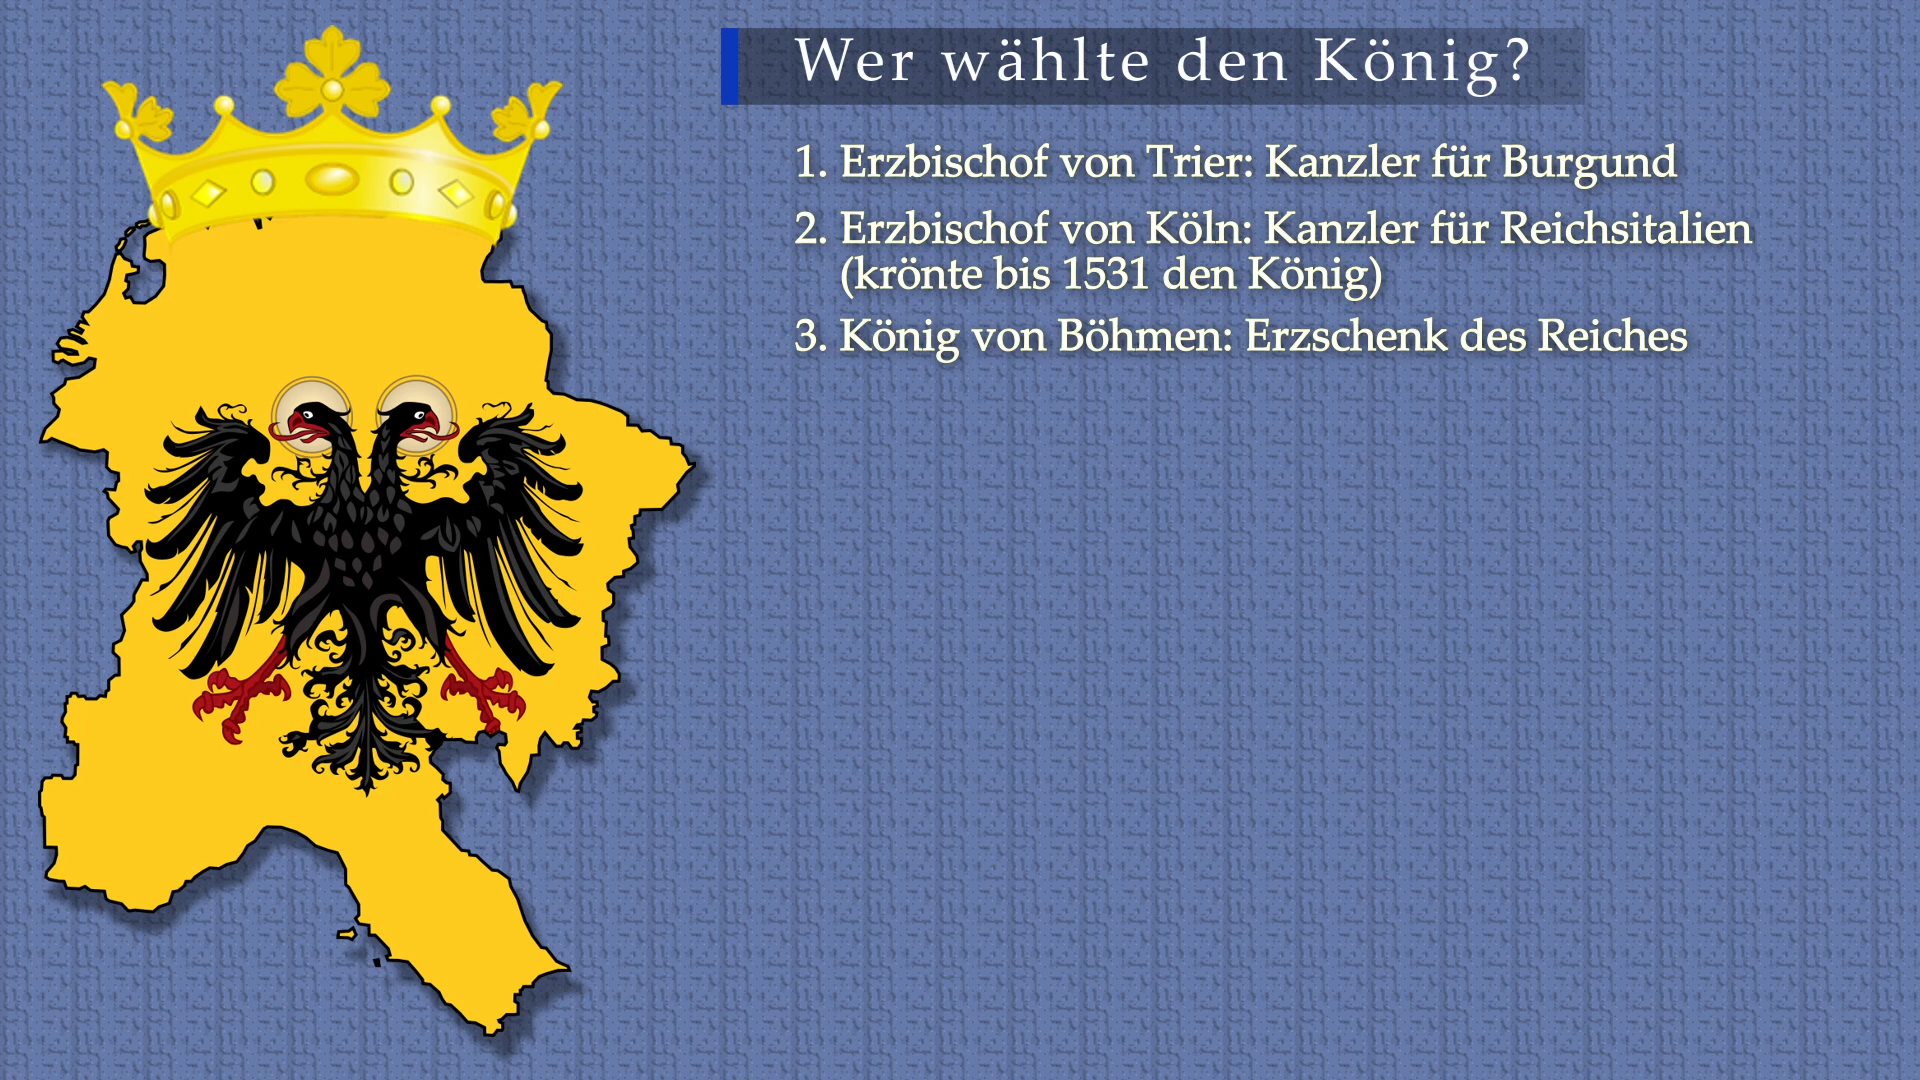 Wer wählte den König?
1. Erzbischof von Trier: Kanzler für Burgund
2. Erzbischof von Köln: Kanzler für Reichsitalien
(krönte bis 1531 den König)
3. König von Böhmen: Erzschenk des Reiches